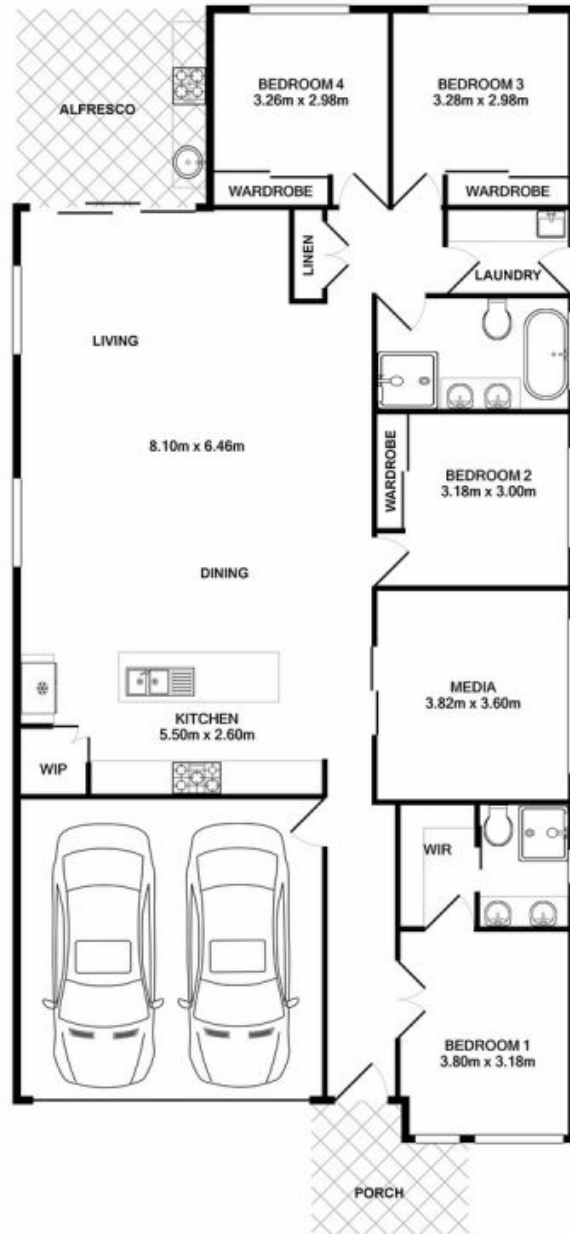 BEDROOM 4
3.26m x 2.98m
BEDROOM 3
3.28m x 2.98m
ALFRESCO
WARDROBE
WARDROBE
LINEN
LAUNDRY
LIVING
8.10m x 6.46m
WARDROBE
BEDROOM 2
3.18m x 3.00m
DINING
MEDIA
3.82m x 3.60m
KITCHEN
5.50m x 2.60m
WIP
WIR
BEDROOM 1
3.80m x 3.18m
PORCH